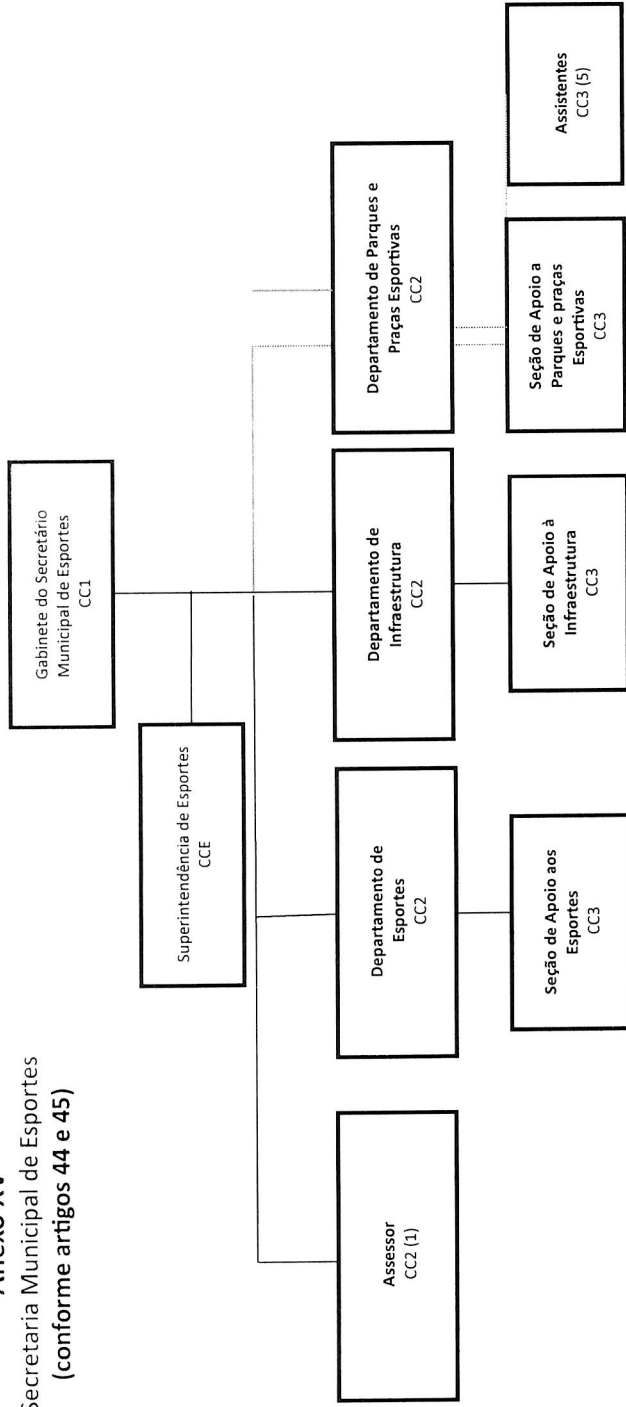 Anexo XV
Secretaria Municipal de Esportes
(conforme artigos 44 e 45)
Gabinete do Secretário
Municipal de Esportes
CC1
Superintendência de Esportes
CCE
Assessor
CC2 (1)
Departamento de
Esportes
CC2
Departamento de
Infraestrutura
CC2
Departamento de Parques e
Praças Esportivas
CC2
Seção de Apoio aos
Esportes
CC3
Seção de Apoio à
Infraestrutura
CC3
Seção de Apoio a
Parques e praças
Esportivas
CC3
Assistentes
CC3 (5)